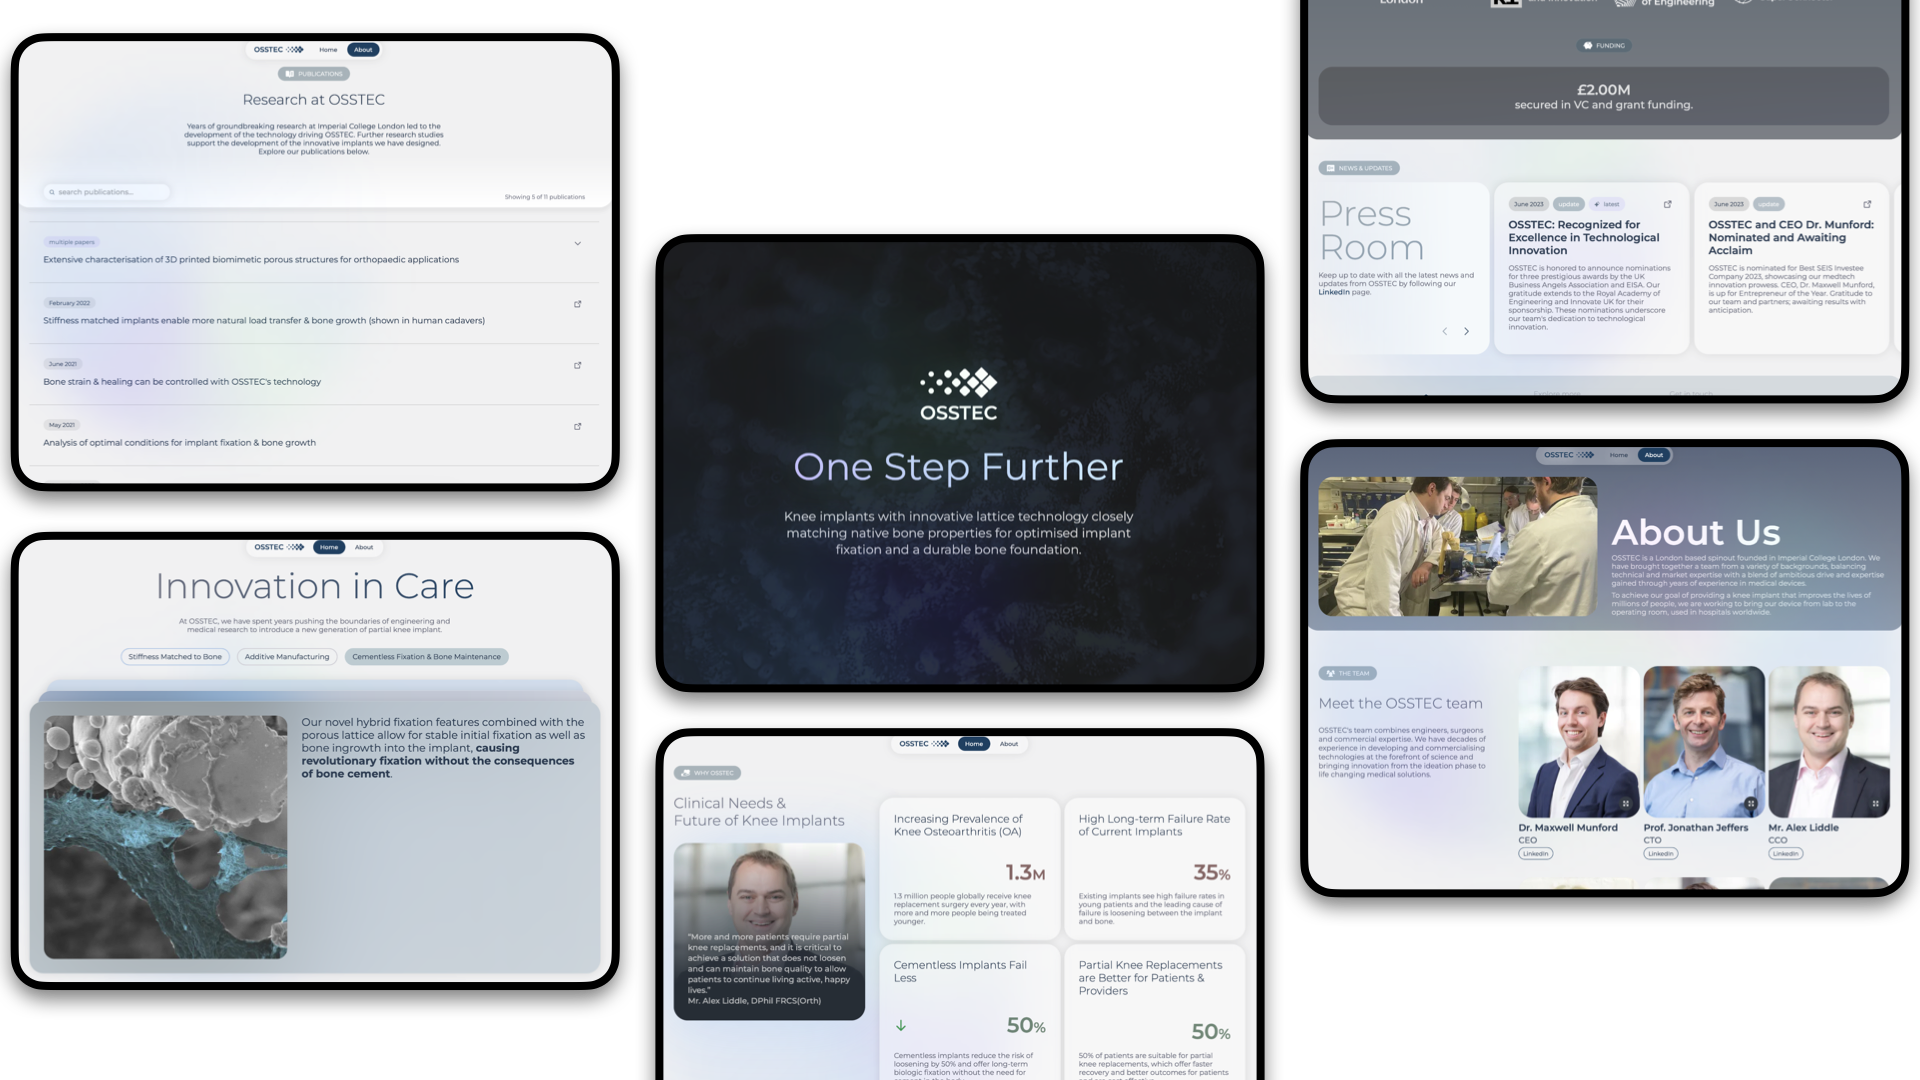 OSSTEC
Home
About
PUBLICATIONS
Research at OSSTEC
Years of groundbreaking research at Imperial College London led to the
development of the technology driving OSSTEC. Further research studies
support the development of the innovative implants we have designed.
Explore our publications below.
search publications...
Showing 5 of 11 publications
multiple papers
Extensive characterisation of 3D printed biomimetic porous structures for orthopaedic applications
February 2022
Stiffness matched implants enable more natural load transfer & bone growth (shown in human cadavers)
June 2021
Bone strain & healing can be controlled with OSSTEC's technology
May 2021
Analysis of optimal conditions for implant fixation & bone growth
OSSTEC
Home
About
Innovation in Care
At OSSTEC, we have spent years pushing the boundaries of engineering and
medical research to introduce a new generation of partial knee implant.
Stiffness Matched to Bone
Additive Manufacturing
Cementless Fixation & Bone Maintenance
Our novel hybrid fixation features combined with the
porous lattice allow for stable initial fixation as well as
bone ingrowth into the implant, causing
revolutionary fixation without the consequences
of bone cement.
OSSTEC
One Step Further
Knee implants with innovative lattice technology closely
matching native bone properties for optimised implant
fixation and a durable bone foundation.
OSSTEC
Home
About
WHY OSSTEC
Clinical Needs &
Future of Knee Implants
"More and more patients require partial
knee replacements, and it is critical to
achieve a solution that does not loosen
and can maintain bone quality to allow
patients to continue living active, happy
lives."
Mr. Alex Liddle, DPhil FRCS(Orth)
Increasing Prevalence of
Knee Osteoarthritis (OA)
1.3M
1.3 million people globally receive knee
replacement surgery every year, with
more and more people being treated
younger.
High Long-term Failure Rate
of Current Implants
35%
Existing implants see high failure rates in
young patients and the leading cause of
failure is loosening between the implant
and bone.
Cementless Implants Fail
Less
50%
Cementless implants reduce the risk of
loosening by 50% and offer long-term
biologic fixation without the need for
Partial Knee Replacements
are Better for Patients &
Providers
50%
50% of patients are suitable for partial
knee replacements, which offer faster
recovery and better outcomes for patients
London
of Engineering
FUNDING
£2.00M
secured in VC and grant funding.
NEWS & UPDATES
Press
Room
Keep up to date with all the latest news and
updates from OSSTEC by following our
LinkedIn page.
June 2023
update
latest
OSSTEC: Recognized for
Excellence in Technological
Innovation
OSSTEC is honored to announce nominations
for three prestigious awards by the UK
Business Angels Association and EISA. Our
gratitude extends to the Royal Academy of
Engineering and Innovate UK for their
sponsorship. These nominations underscore
our team's dedication to technological
innovation.
June 2023
update
OSSTEC and CEO Dr. Munford:
Nominated and Awaiting
Acclaim
OSSTEC is nominated for Best SEIS Investee
Company 2023, showcasing our medtech
innovation prowess. CEO, Dr. Maxwell Munford,
is up for Entrepreneur of the Year. Gratitude to
our team and partners; awaiting results with
anticipation.
OSSTEC
Home
About
About Us
OSSTEC is a London based spinout founded in Imperial College London. We
have brought together a team from a variety of backgrounds, balancing
technical and market expertise with a blend of ambitious drive and expertise
gained through years of experience in medical devices.
To achieve our goal of providing a knee implant that improves the lives of
millions of people, we are working to bring our device from lab to the
operating room, used in hospitals worldwide.
THE TEAM
Meet the OSSTEC team
OSSTEC's team combines engineers, surgeons
and commercial expertise. We have decades of
experience in developing and commercialising
technologies at the forefront of science and
bringing innovation from the ideation phase to
life changing medical solutions.
Dr. Maxwell Munford
CEO
LinkedIn
Prof. Jonathan Jeffers
CTO
LinkedIn
Mr. Alex Liddle
CCO
LinkedIn